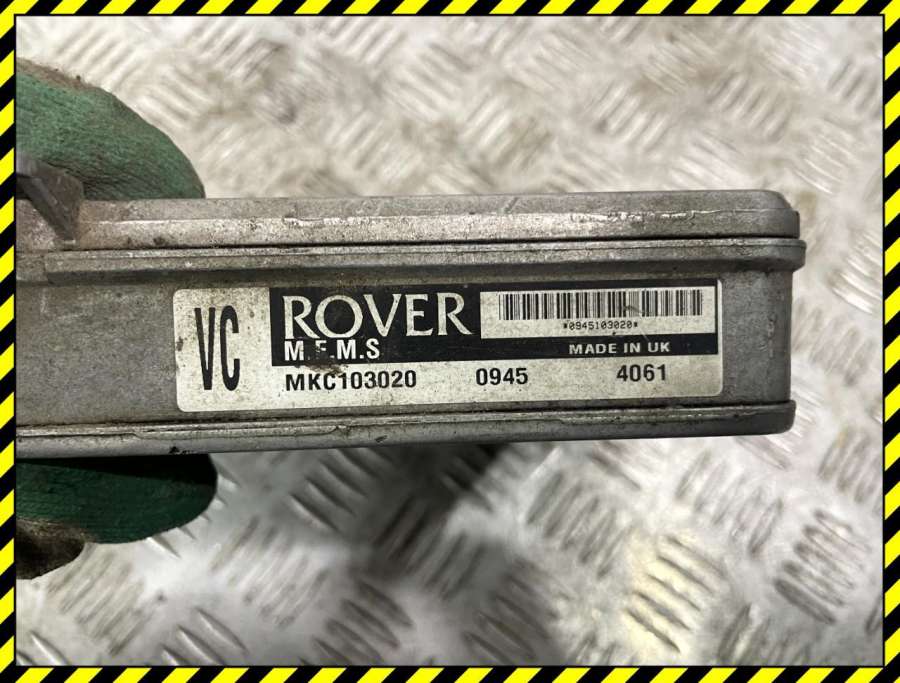 VC
ROVER
*0945103020*
M.E.M.S
MADE IN UK
MKC103020 0945 4061